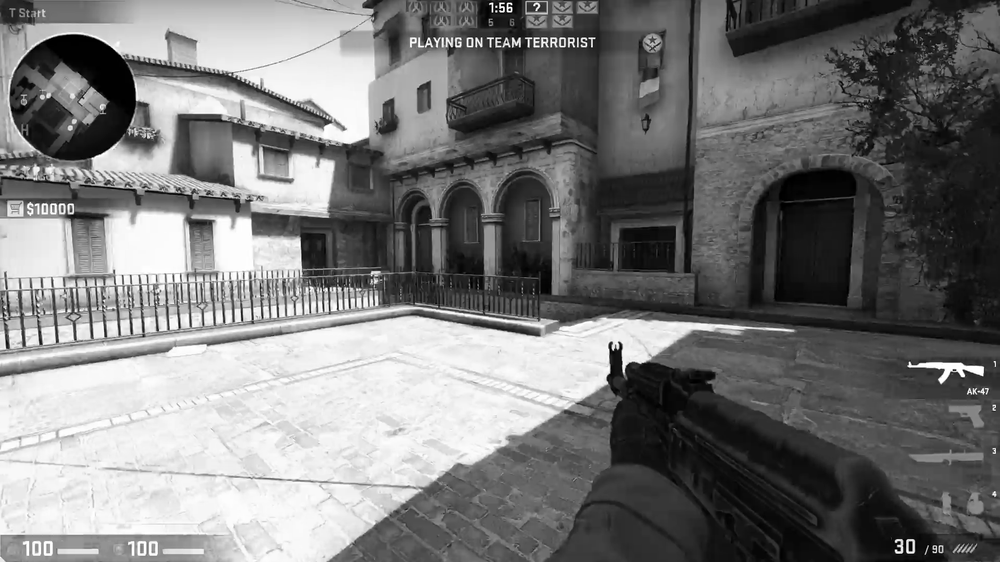 T Start
1:56
?
5 6
PLAYING ON TEAM TERRORIST
H
$10000
1
AK-47
2
3
4
100
100
30 / 90